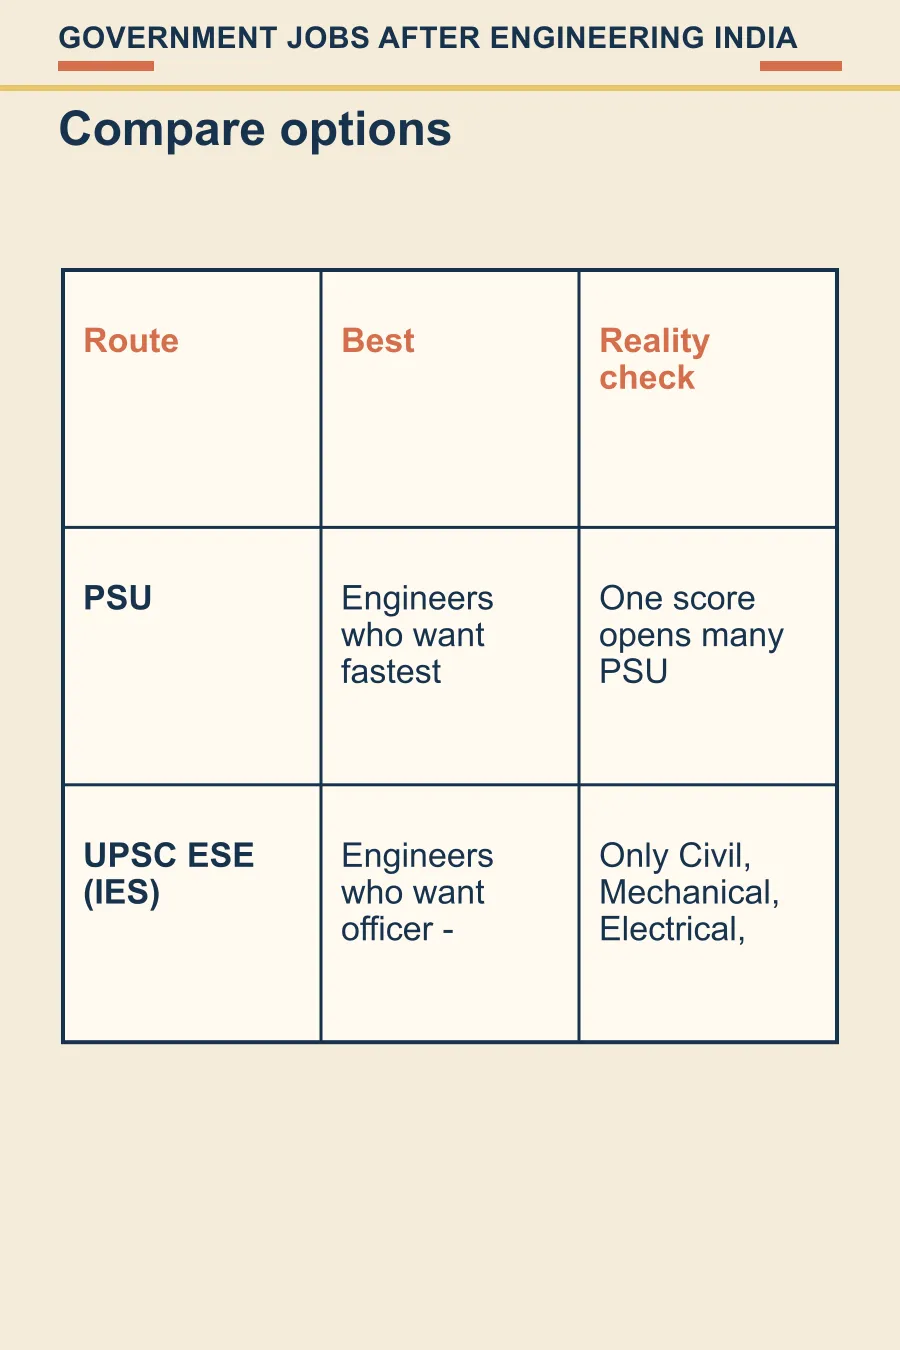 GOVERNMENT JOBS AFTER ENGINEERING INDIA
Compare options
Route
Best
Reality
check
PSU
Engineers
who want
fastest
One score
opens many
PSU
UPSC ESE
(IES)
Engineers
who want
officer -
Only Civil,
Mechanical,
Electrical,